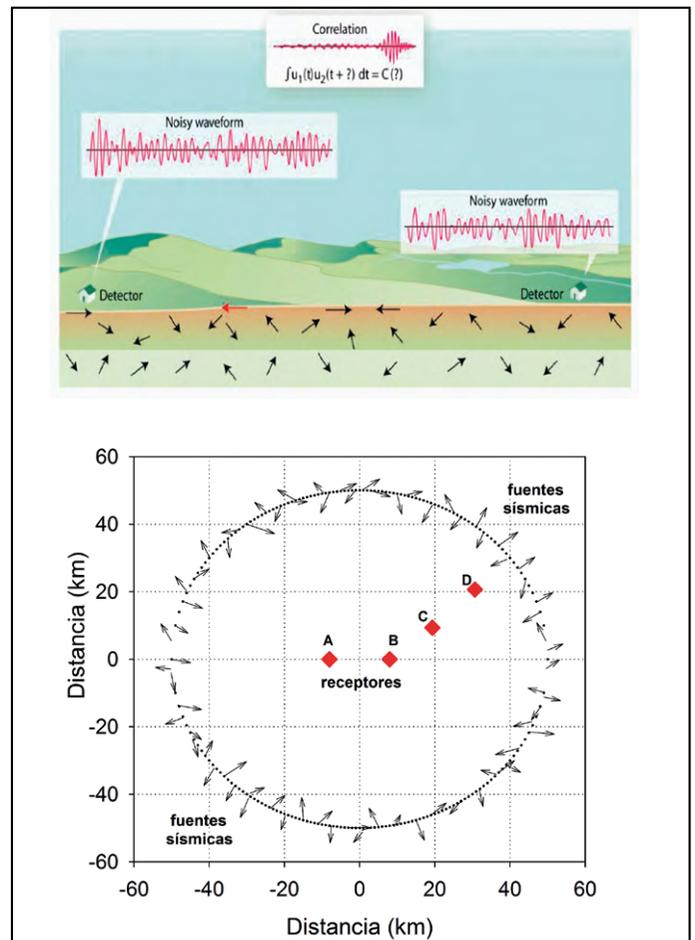 Correlation
∫u₁(t)u₂(t + ?) dt = C(?)
Noisy waveform
Noisy waveform
Detector
Detector
60
40
20
0
-20
-40
-60
Distancia (km)
fuentes
sísmicas
D
C
A
B
receptores
fuentes
sísmicas
-60
-40
-20
0
20
40
60
Distancia (km)